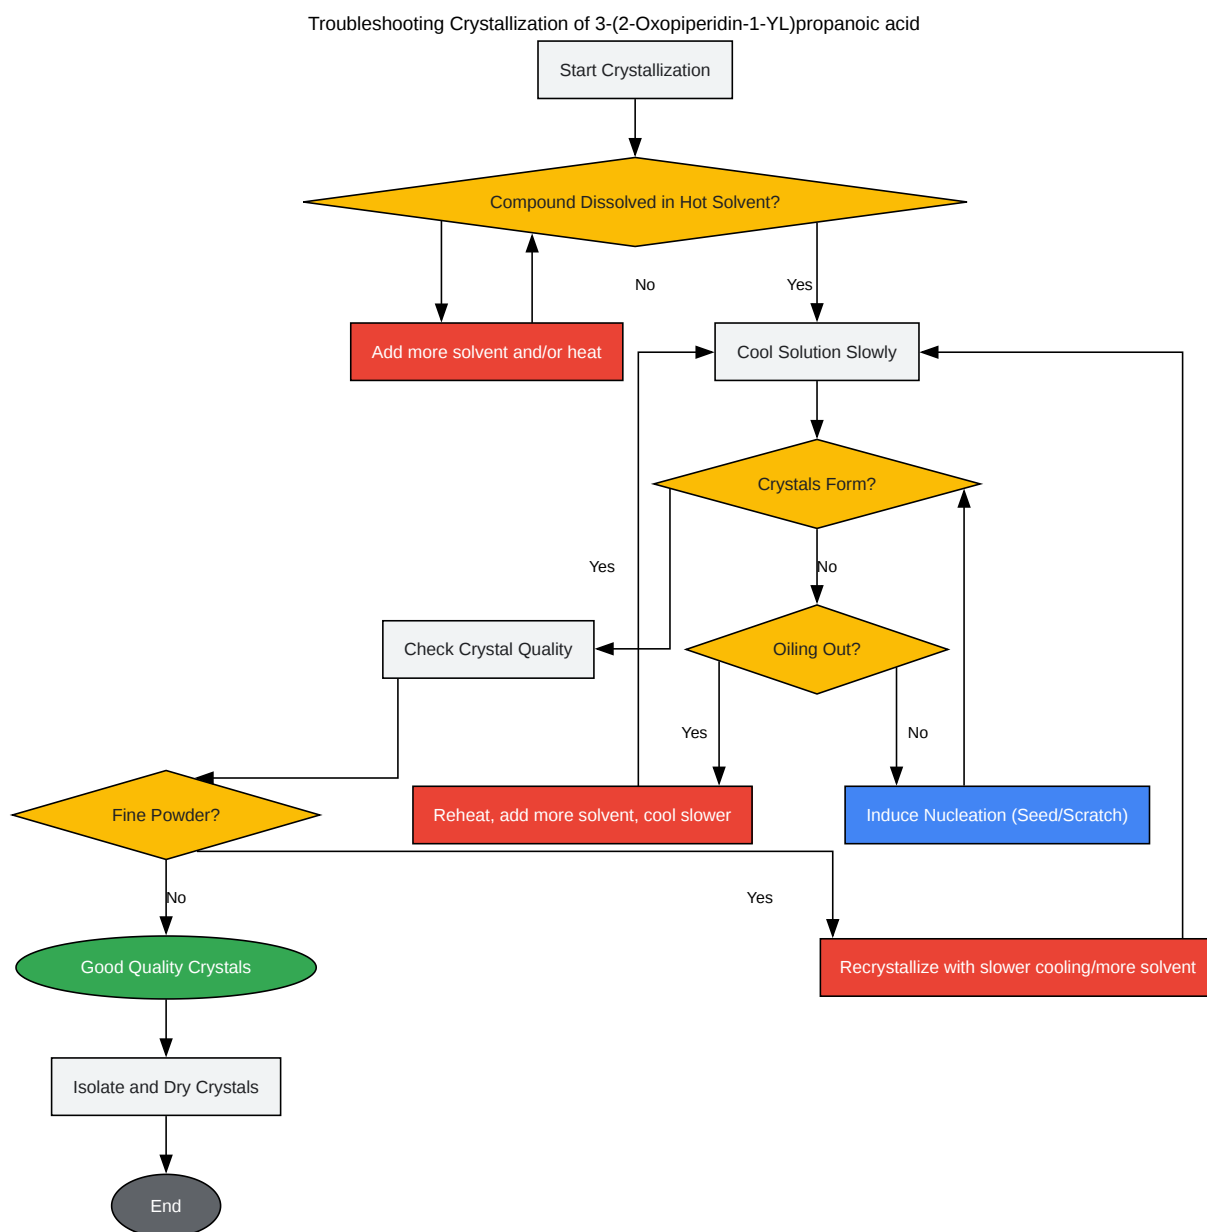 Troubleshooting Crystallization of 3-(2-Oxopiperidin-1-YL)propanoic acid
Start Crystallization
Compound Dissolved in Hot Solvent?
No
Yes
Add more solvent and/or heat
Cool Solution Slowly
Crystals Form?
Yes
No
Check Crystal Quality
Oiling Out?
Yes
No
Fine Powder?
Reheat, add more solvent, cool slower
Induce Nucleation (Seed/Scratch)
No
Yes
Good Quality Crystals
Recrystallize with slower cooling/more solvent
Isolate and Dry Crystals
End